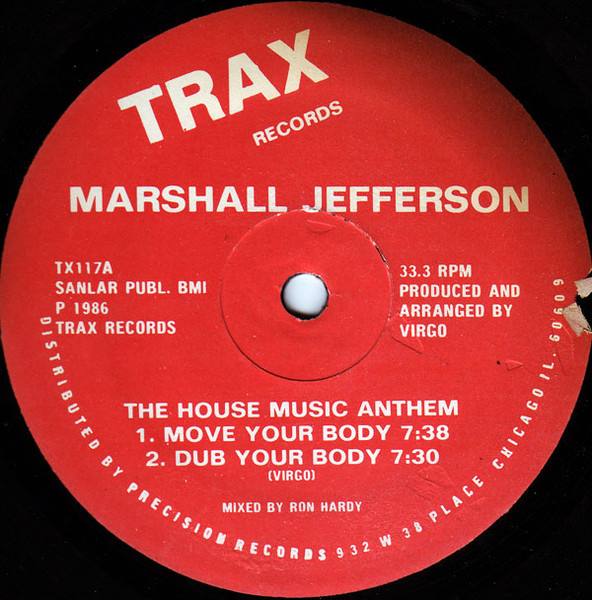 TRAX
RECORDS
MARSHALL JEFFERSON
TX117A
SANLAR PUBL. BMI
P 1986
TRAX RECORDS
33.3 RPM
PRODUCED AND
ARRANGED BY
VIRGO
THE HOUSE MUSIC ANTHEM
1. MOVE YOUR BODY 7:38
2. DUB YOUR BODY 7:30
(VIRGO)
MIXED BY RON HARDY
DISTRIBUTED BY PRECISION RECORDS 932 W 38 PLACE CHICAGO IL. 60609